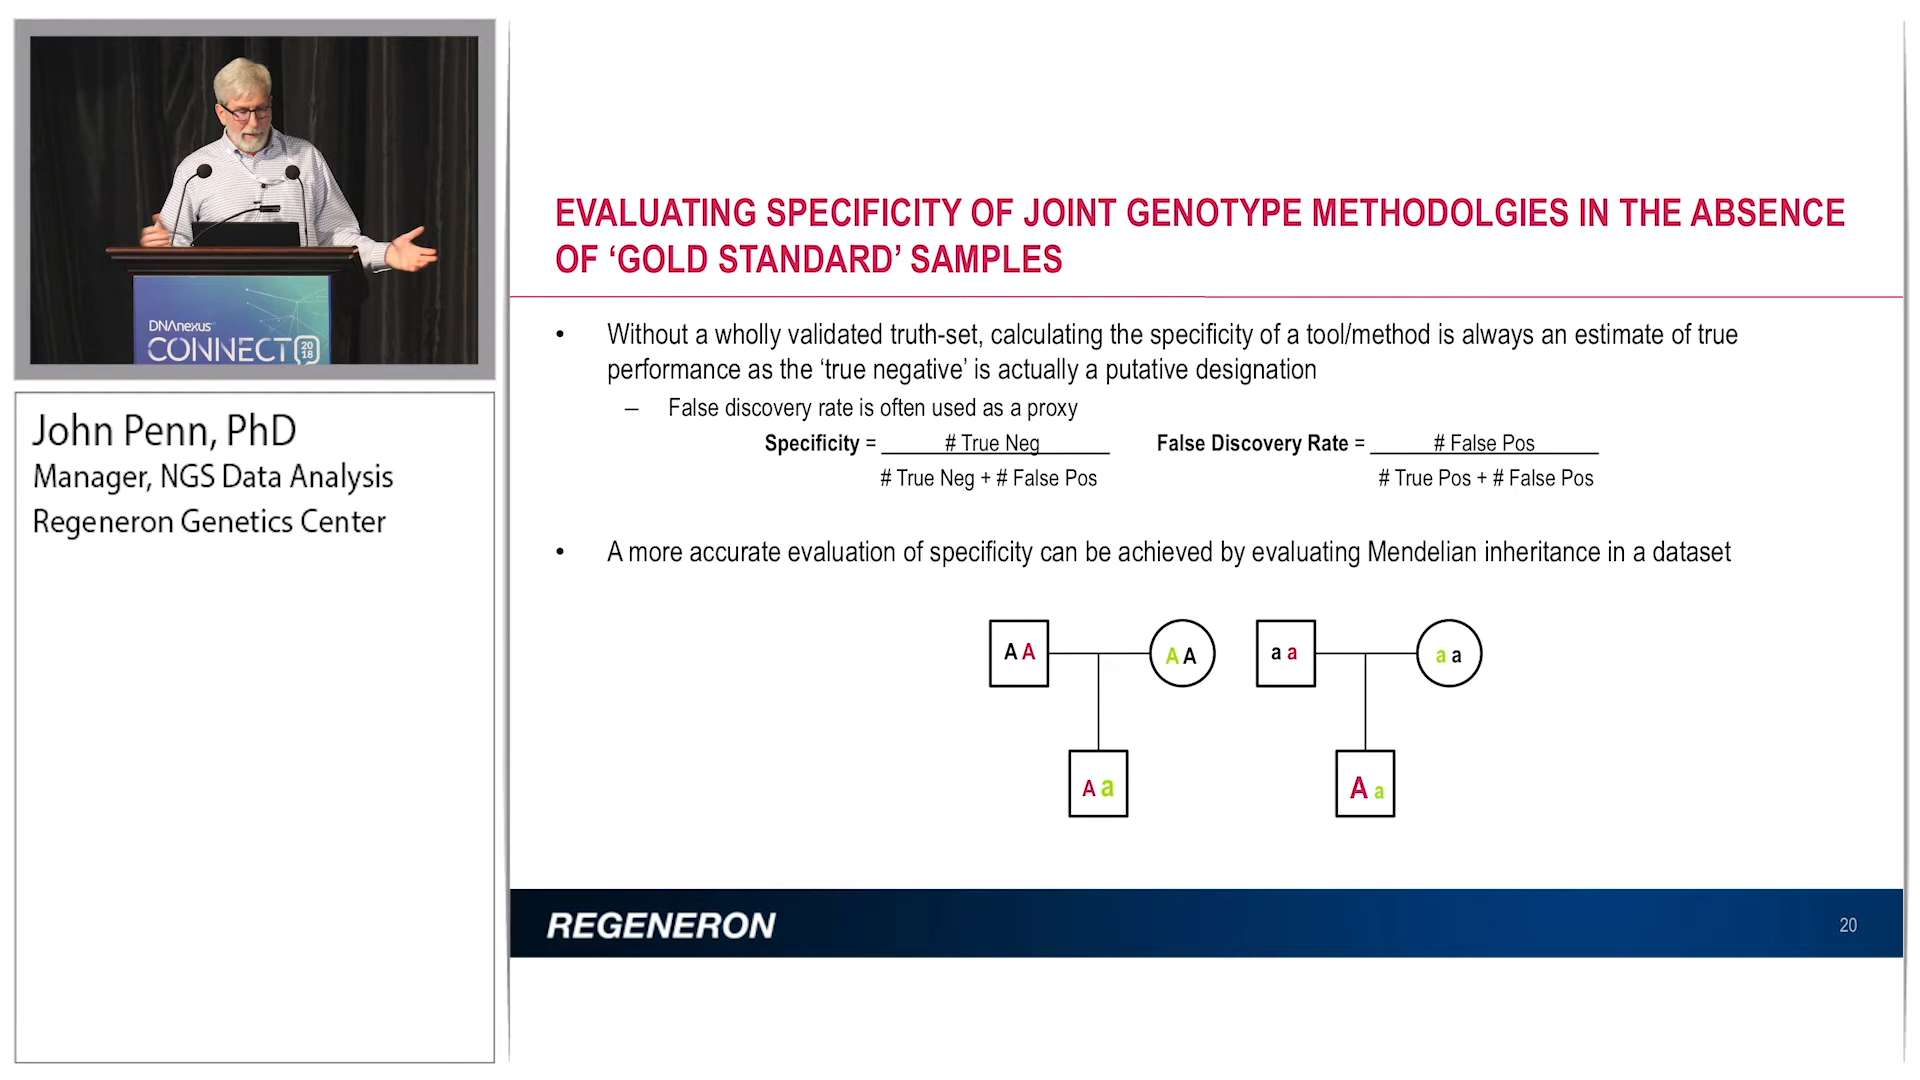 DNAnexus
CONNECT 20 18
John Penn, PhD
Manager, NGS Data Analysis
Regeneron Genetics Center
EVALUATING SPECIFICITY OF JOINT GENOTYPE METHODOLGIES IN THE ABSENCE
OF ‘GOLD STANDARD’ SAMPLES
• Without a wholly validated truth-set, calculating the specificity of a tool/method is always an estimate of true
performance as the ‘true negative’ is actually a putative designation
– False discovery rate is often used as a proxy
Specificity = # True Neg
# True Neg + # False Pos
False Discovery Rate = # False Pos
# True Pos + # False Pos
• A more accurate evaluation of specificity can be achieved by evaluating Mendelian inheritance in a dataset
A A
A A
a a
a a
A a
A a
REGENERON
20